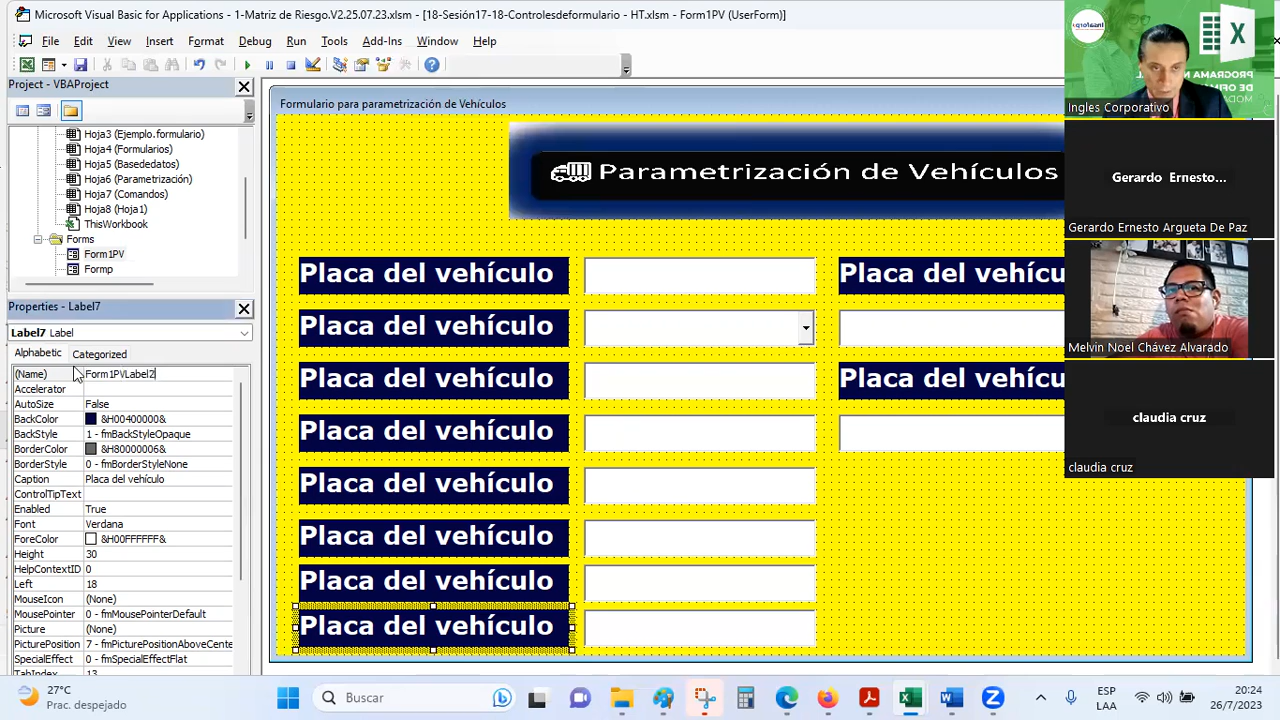 Microsoft Visual Basic for Applications - 1-Matriz de Riesgo.V2.25.07.23.xlsm - [18-Sesión17-18-Controlesdeformulario - HT.xlsm - Form1PV (UserForm)]
File Edit View Insert Format Debug Run Tools Add-Ins Window Help
Project - VBAProject
Hoja3 (Ejemplo.formulario)
Hoja4 (Formularios)
Hoja5 (Basededatos)
Hoja6 (Parametrización)
Hoja7 (Comandos)
Hoja8 (Hoja1)
ThisWorkbook
Forms
Form1PV
Formp
Properties - Label7
Label7 Label
Alphabetic Categorized
(Name) Form1PVLabel2
Accelerator
AutoSize False
BackColor &H00400000&
BackStyle 1 - fmBackStyleOpaque
BorderColor &H80000006&
BorderStyle 0 - fmBorderStyleNone
Caption Placa del vehículo
ControlTipText
Enabled True
Font Verdana
ForeColor &H00FFFFFF&
Height 30
HelpContextID 0
Left 18
MouseIcon (None)
MousePointer 0 - fmMousePointerDefault
Picture (None)
PicturePosition 7 - fmPicturePositionAboveCente
SpecialEffect 0 - fmSpecialEffectFlat
TabIndex 13
Formulario para parametrización de Vehículos
Parametrización de Vehículos
Placa del vehículo Placa del vehícu
Placa del vehículo
Placa del vehículo Placa del vehícu
Placa del vehículo
Placa del vehículo
Placa del vehículo
Placa del vehículo
Placa del vehículo
Ingles Corporativo
Gerardo Ernesto...
Gerardo Ernesto Argueta De Paz
Melvin Noel Chávez Alvarado
claudia cruz
claudia cruz
27°C
Frac. despejado
Buscar
ESP
LAA
20:24
26/7/2023